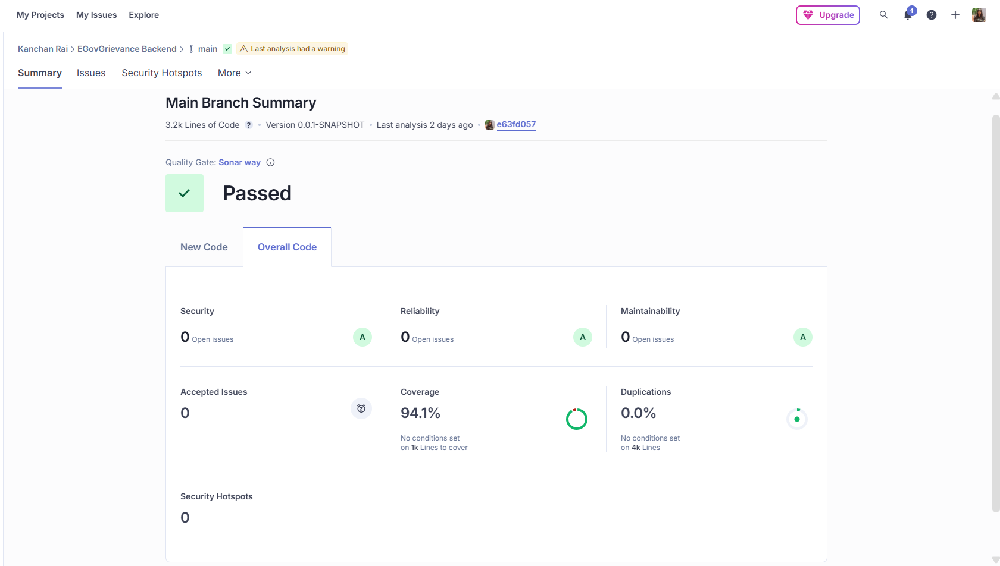 My Projects My Issues Explore Upgrade 1 ?
Kanchan Rai > EGovGrievance Backend > main Last analysis had a warning
Summary Issues Security Hotspots More
Main Branch Summary
3.2k Lines of Code ? • Version 0.0.1-SNAPSHOT • Last analysis 2 days ago • e63fd057
Quality Gate: Sonar way
Passed
New Code Overall Code
Security
0 Open issues A
Reliability
0 Open issues A
Maintainability
0 Open issues A
Accepted Issues
0
Coverage
94.1%
No conditions set
on 1k Lines to cover
Duplications
0.0%
No conditions set
on 4k Lines
Security Hotspots
0